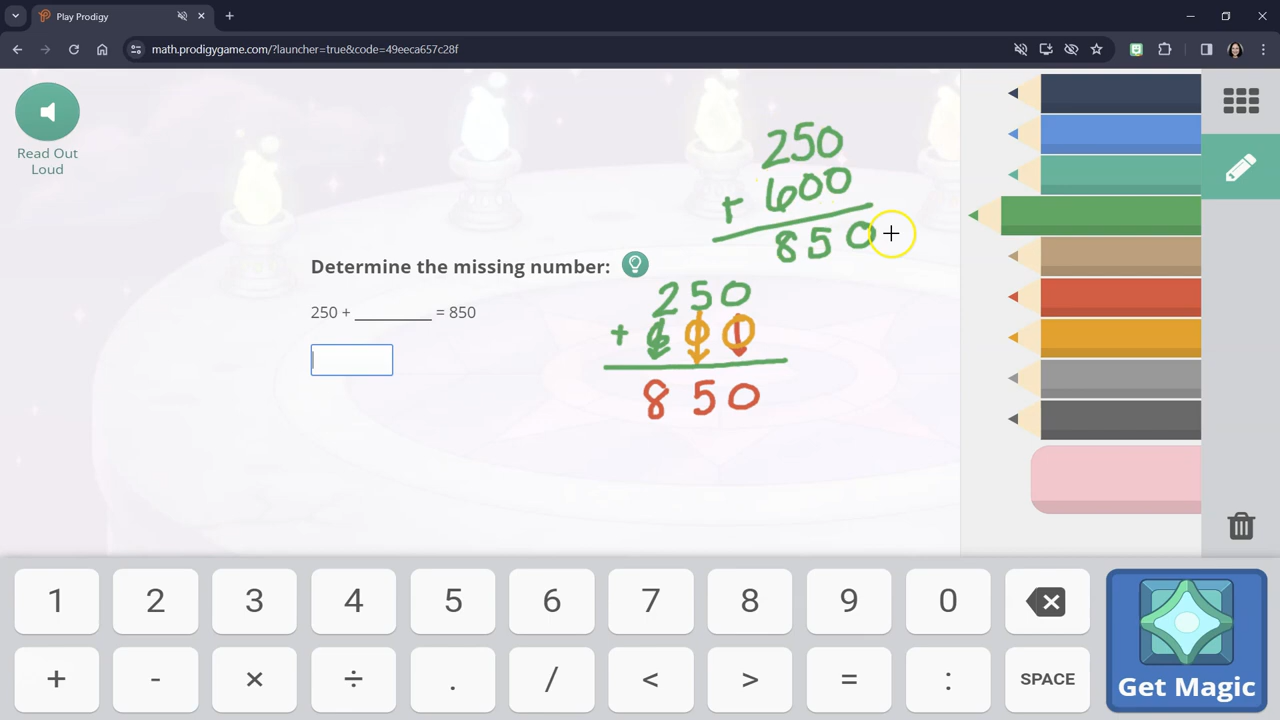 Play Prodigy
math.prodigygame.com/?launcher=true&code=49eeca657c28f
Read Out
Loud
250
+ 600
850
Determine the missing number:
250 + _________ = 850
250
+ 600
850
1 2 3 4 5 6 7 8 9 0
+ - × ÷ . / < > = : SPACE
Get Magic